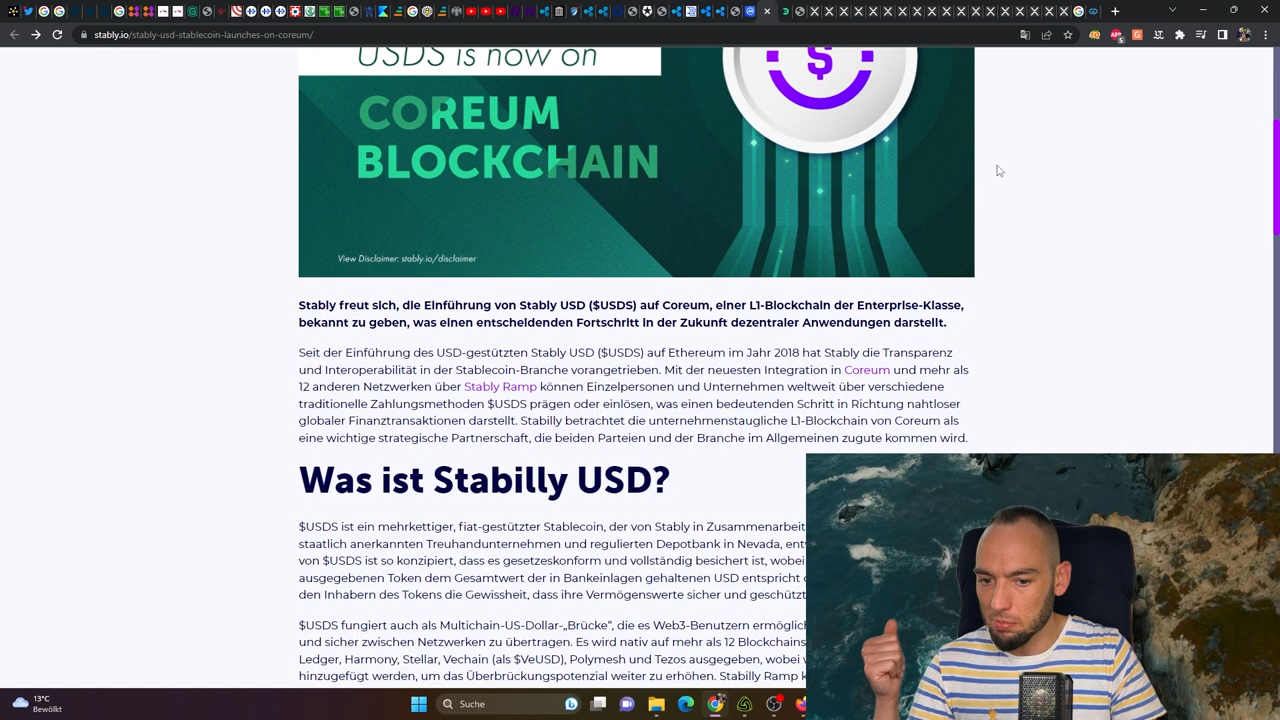 stably.io/stably-usd-stablecoin-launches-on-coreum/
USDS is now on
COREUM
BLOCKCHAIN
$
View Disclaimer: stably.io/disclaimer
Stably freut sich, die Einführung von Stably USD ($USDS) auf Coreum, einer L1-Blockchain der Enterprise-Klasse,
bekannt zu geben, was einen entscheidenden Fortschritt in der Zukunft dezentraler Anwendungen darstellt.
Seit der Einführung des USD-gestützten Stably USD ($USDS) auf Ethereum im Jahr 2018 hat Stably die Transparenz
und Interoperabilität in der Stablecoin-Branche vorangetrieben. Mit der neuesten Integration in Coreum und mehr als
12 anderen Netzwerken über Stably Ramp können Einzelpersonen und Unternehmen weltweit über verschiedene
traditionelle Zahlungsmethoden $USDS prägen oder einlösen, was einen bedeutenden Schritt in Richtung nahtloser
globaler Finanztransaktionen darstellt. Stabilly betrachtet die unternehmenstaugliche L1-Blockchain von Coreum als
eine wichtige strategische Partnerschaft, die beiden Parteien und der Branche im Allgemeinen zugute kommen wird.
Was ist Stabilly USD?
$USDS ist ein mehrkettiger, fiat-gestützter Stablecoin, der von Stably in Zusammenarbeit
staatlich anerkannten Treuhandunternehmen und regulierten Depotbank in Nevada,
von $USDS ist so konzipiert, dass es gesetzeskonform und vollständig besichert ist, wobei
ausgegebenen Token dem Gesamtwert der in Bankeinlagen gehaltenen USD entspricht
den Inhabern des Tokens die Gewissheit, dass ihre Vermögenswerte sicher und
$USDS fungiert auch als Multichain-US-Dollar-„Brücke“, die es Web3-Benutzern
und sicher zwischen Netzwerken zu übertragen. Es wird nativ auf mehr als 12 Blockchains
Ledger, Harmony, Stellar, Vechain (als $VeUSD), Polymesh und Tezos ausgegeben, wobei
hinzugefügt werden, um das Überbrückungspotenzial weiter zu erhöhen. Stabilly Ramp
13°C
Bewölkt
Suche